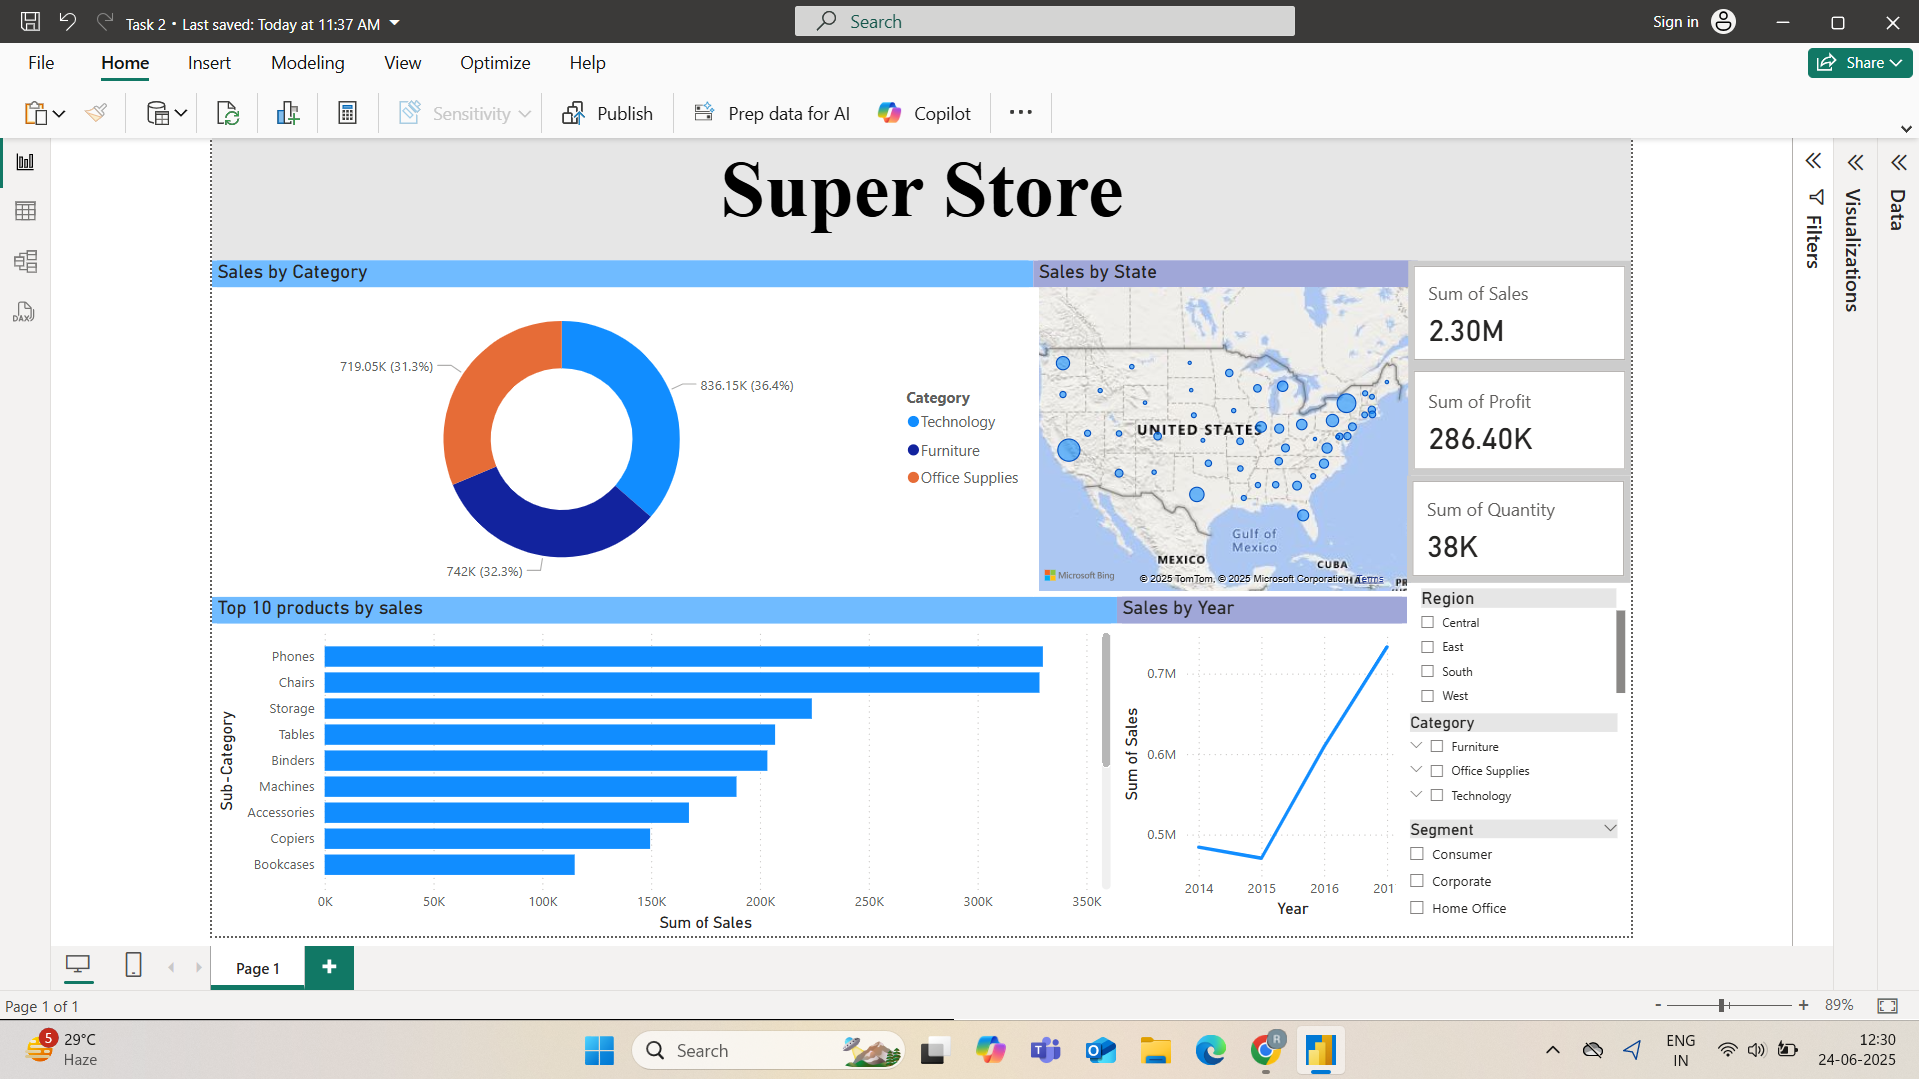 Task 2 • Last saved: Today at 11:37 AM
Search
Sign in
File Home Insert Modeling View Optimize Help
Share
Sensitivity
Publish
Prep data for AI
Copilot
Super Store
Sales by Category
719.05K (31.3%)
836.15K (36.4%)
742K (32.3%)
Category
Technology
Furniture
Office Supplies
Sales by State
UNITED STATES
Gulf of
Mexico
MEXICO
CUBA
Microsoft Bing
© 2025 TomTom, © 2025 Microsoft Corporation, Terms
Sum of Sales
2.30M
Sum of Profit
286.40K
Sum of Quantity
38K
Top 10 products by sales
Sub-Category
Phones
Chairs
Storage
Tables
Binders
Machines
Accessories
Copiers
Bookcases
0K 50K 100K 150K 200K 250K 300K 350K
Sum of Sales
Sales by Year
Sum of Sales
0.7M
0.6M
0.5M
2014 2015 2016 201
Year
Region
Central
East
South
West
Category
Furniture
Office Supplies
Technology
Segment
Consumer
Corporate
Home Office
Filters
Visualizations
Data
DAX
Page 1
Page 1 of 1
- + 89%
5
29°C
Haze
Search
R
ENG
IN
12:30
24-06-2025